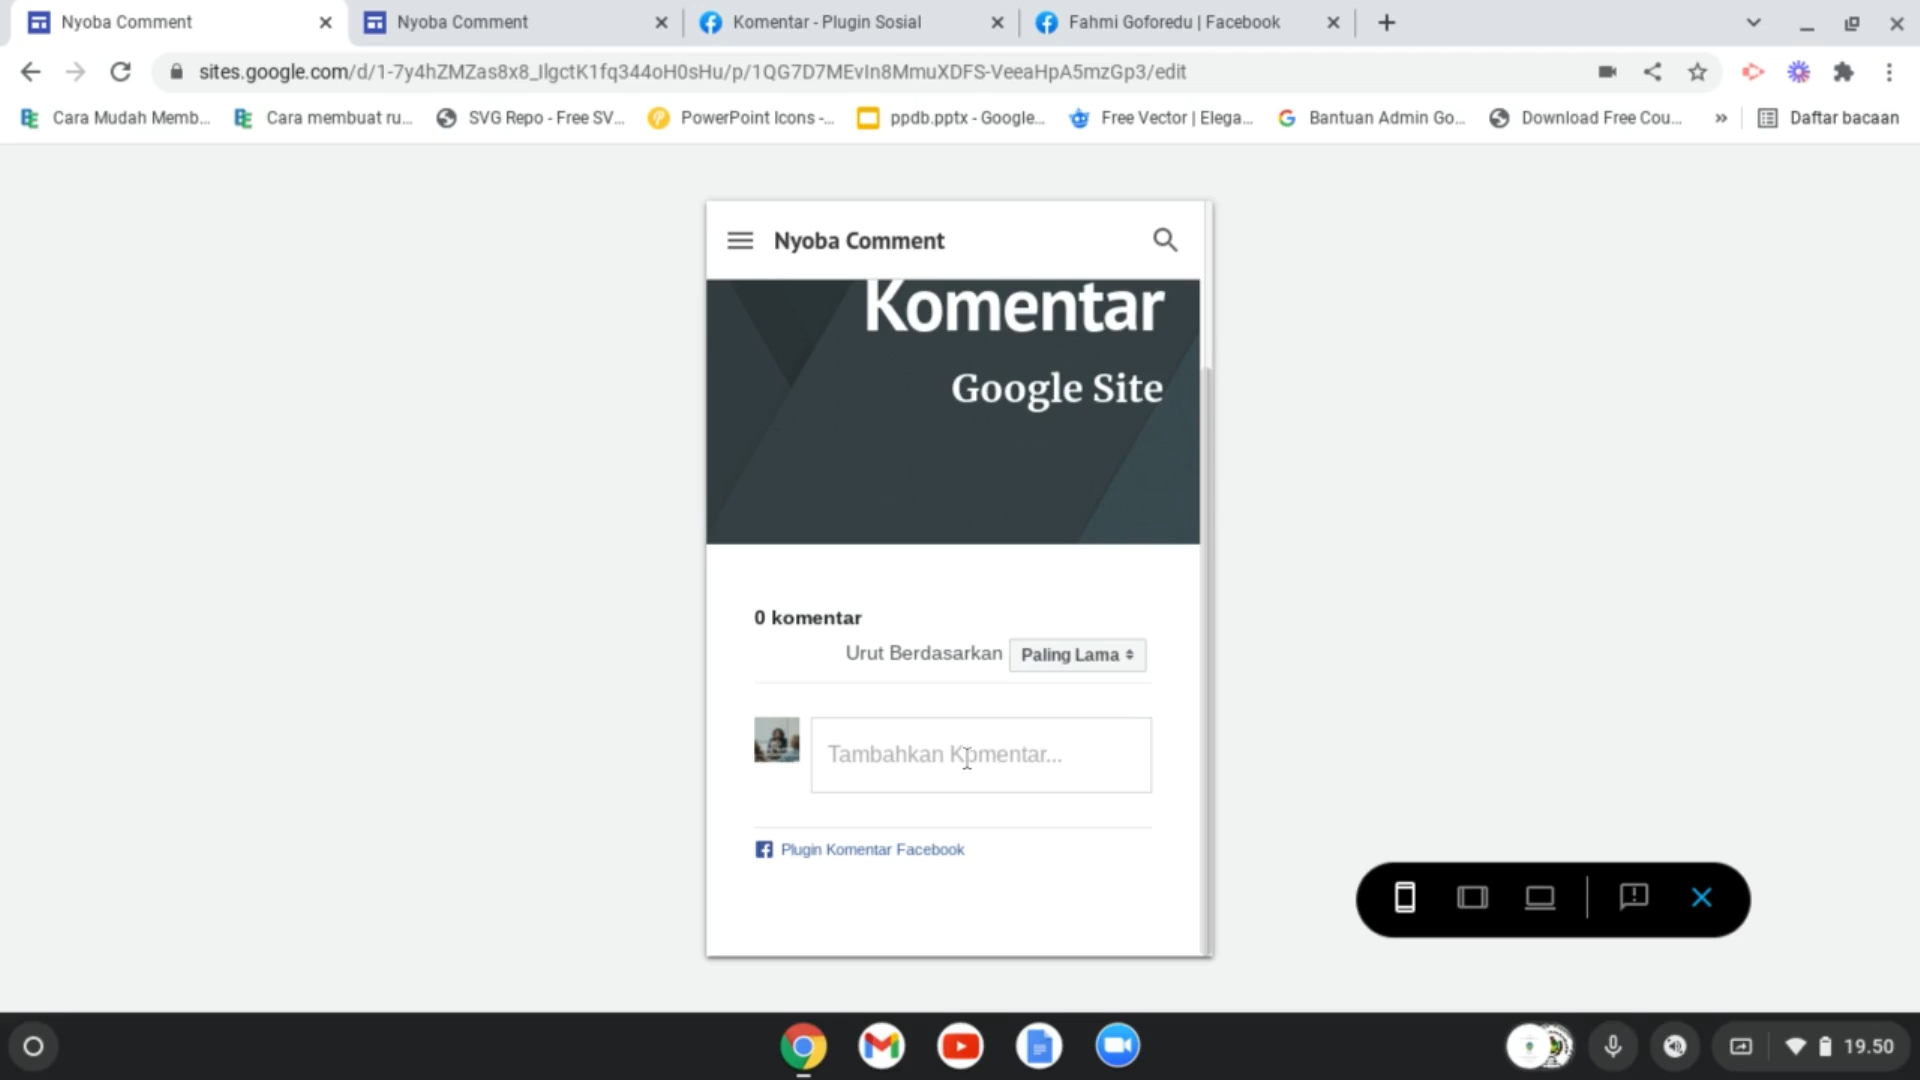 Nyoba Comment
Nyoba Comment
Komentar - Plugin Sosial
Fahmi Goforedu | Facebook
sites.google.com/d/1-7y4hZMZas8x8_IlgctK1fq344oH0sHu/p/1QG7D7MEvIn8MmuXDFS-VeeaHpA5mzGp3/edit
Cara Mudah Memb...
Cara membuat ru...
SVG Repo - Free SV...
PowerPoint Icons -...
ppdb.pptx - Google...
Free Vector | Elega...
Bantuan Admin Go...
Download Free Cou...
Daftar bacaan
Nyoba Comment
Komentar
Google Site
0 komentar
Urut Berdasarkan Paling Lama
Tambahkan Komentar...
Plugin Komentar Facebook
19.50